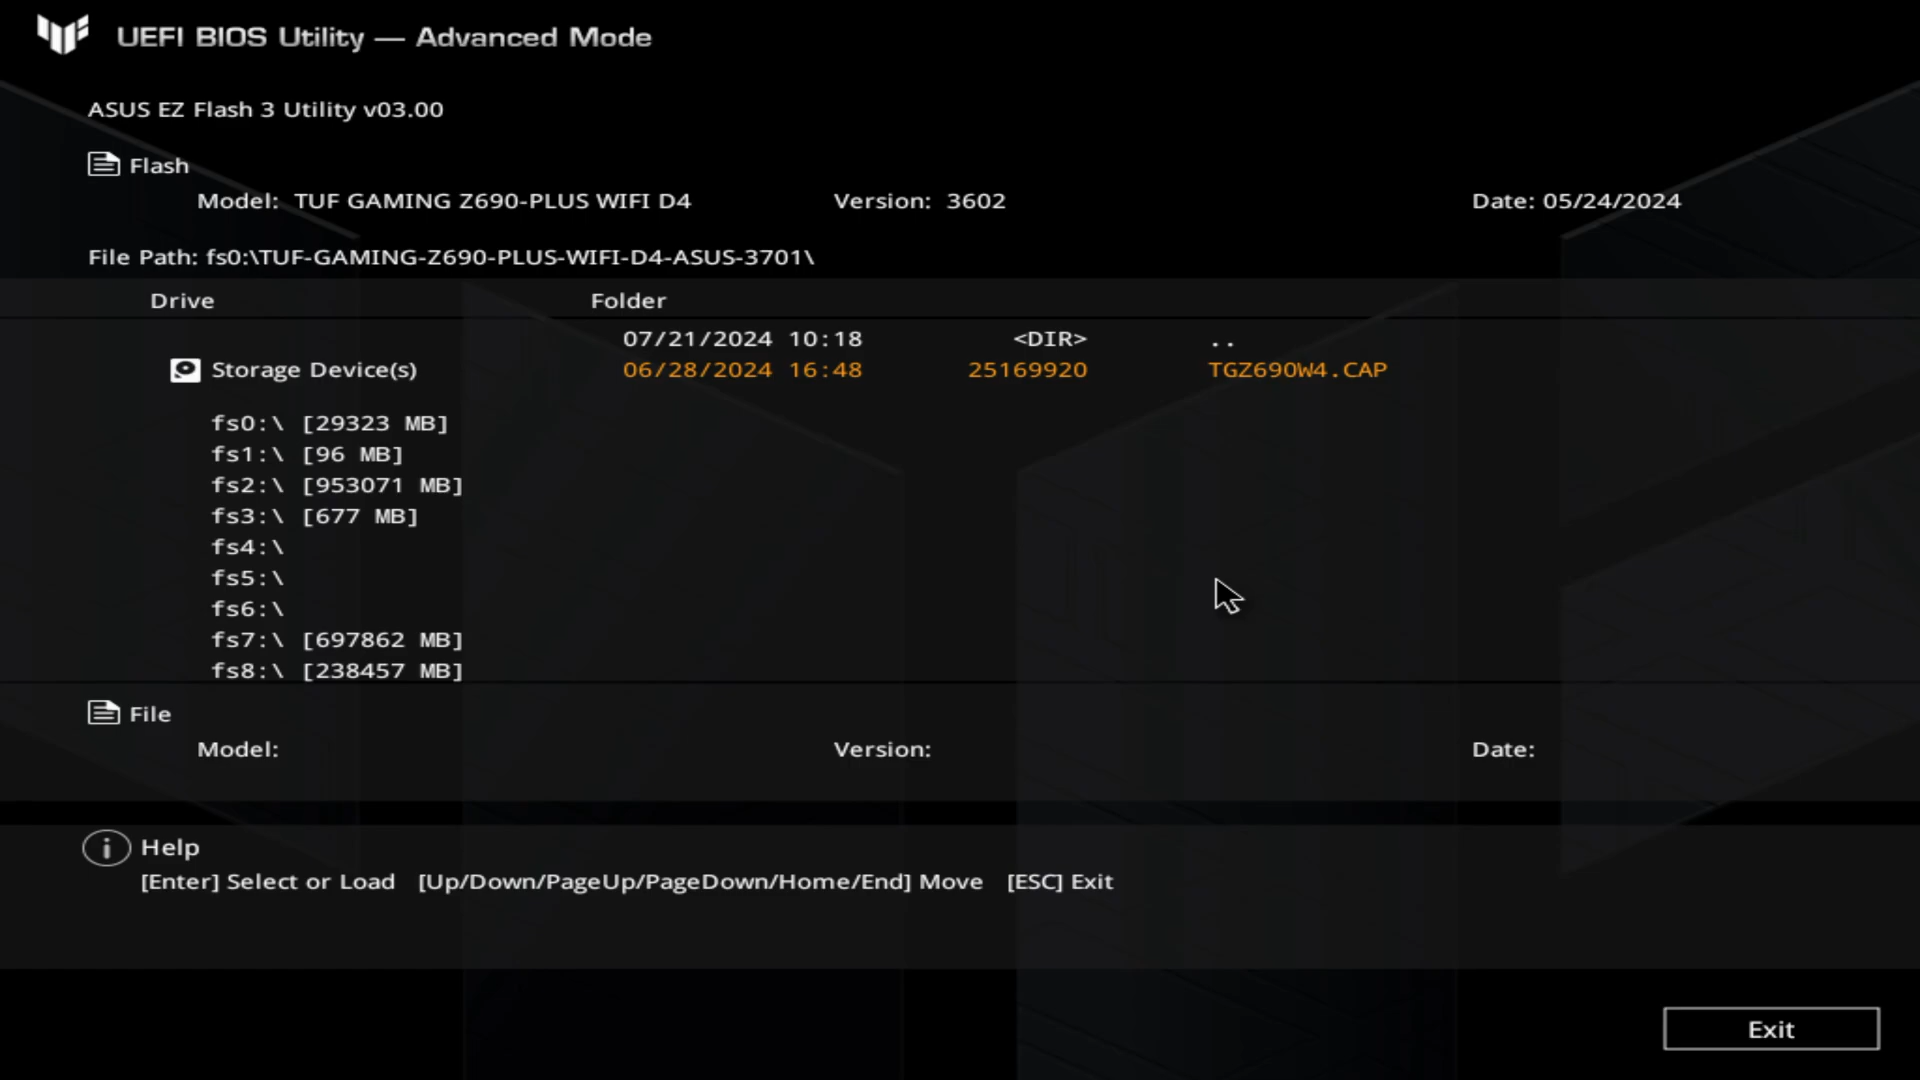 UEFI BIOS Utility — Advanced Mode
ASUS EZ Flash 3 Utility v03.00
Flash
Model: TUF GAMING Z690-PLUS WIFI D4 Version: 3602 Date: 05/24/2024
File Path: fs0:\TUF-GAMING-Z690-PLUS-WIFI-D4-ASUS-3701\
Drive Folder
07/21/2024 10:18 <DIR> ..
Storage Device(s) 06/28/2024 16:48 25169920 TGZ690W4.CAP
fs0:\ [29323 MB]
fs1:\ [96 MB]
fs2:\ [953071 MB]
fs3:\ [677 MB]
fs4:\
fs5:\
fs6:\
fs7:\ [697862 MB]
fs8:\ [238457 MB]
File
Model: Version: Date:
Help
[Enter] Select or Load [Up/Down/PageUp/PageDown/Home/End] Move [ESC] Exit
Exit